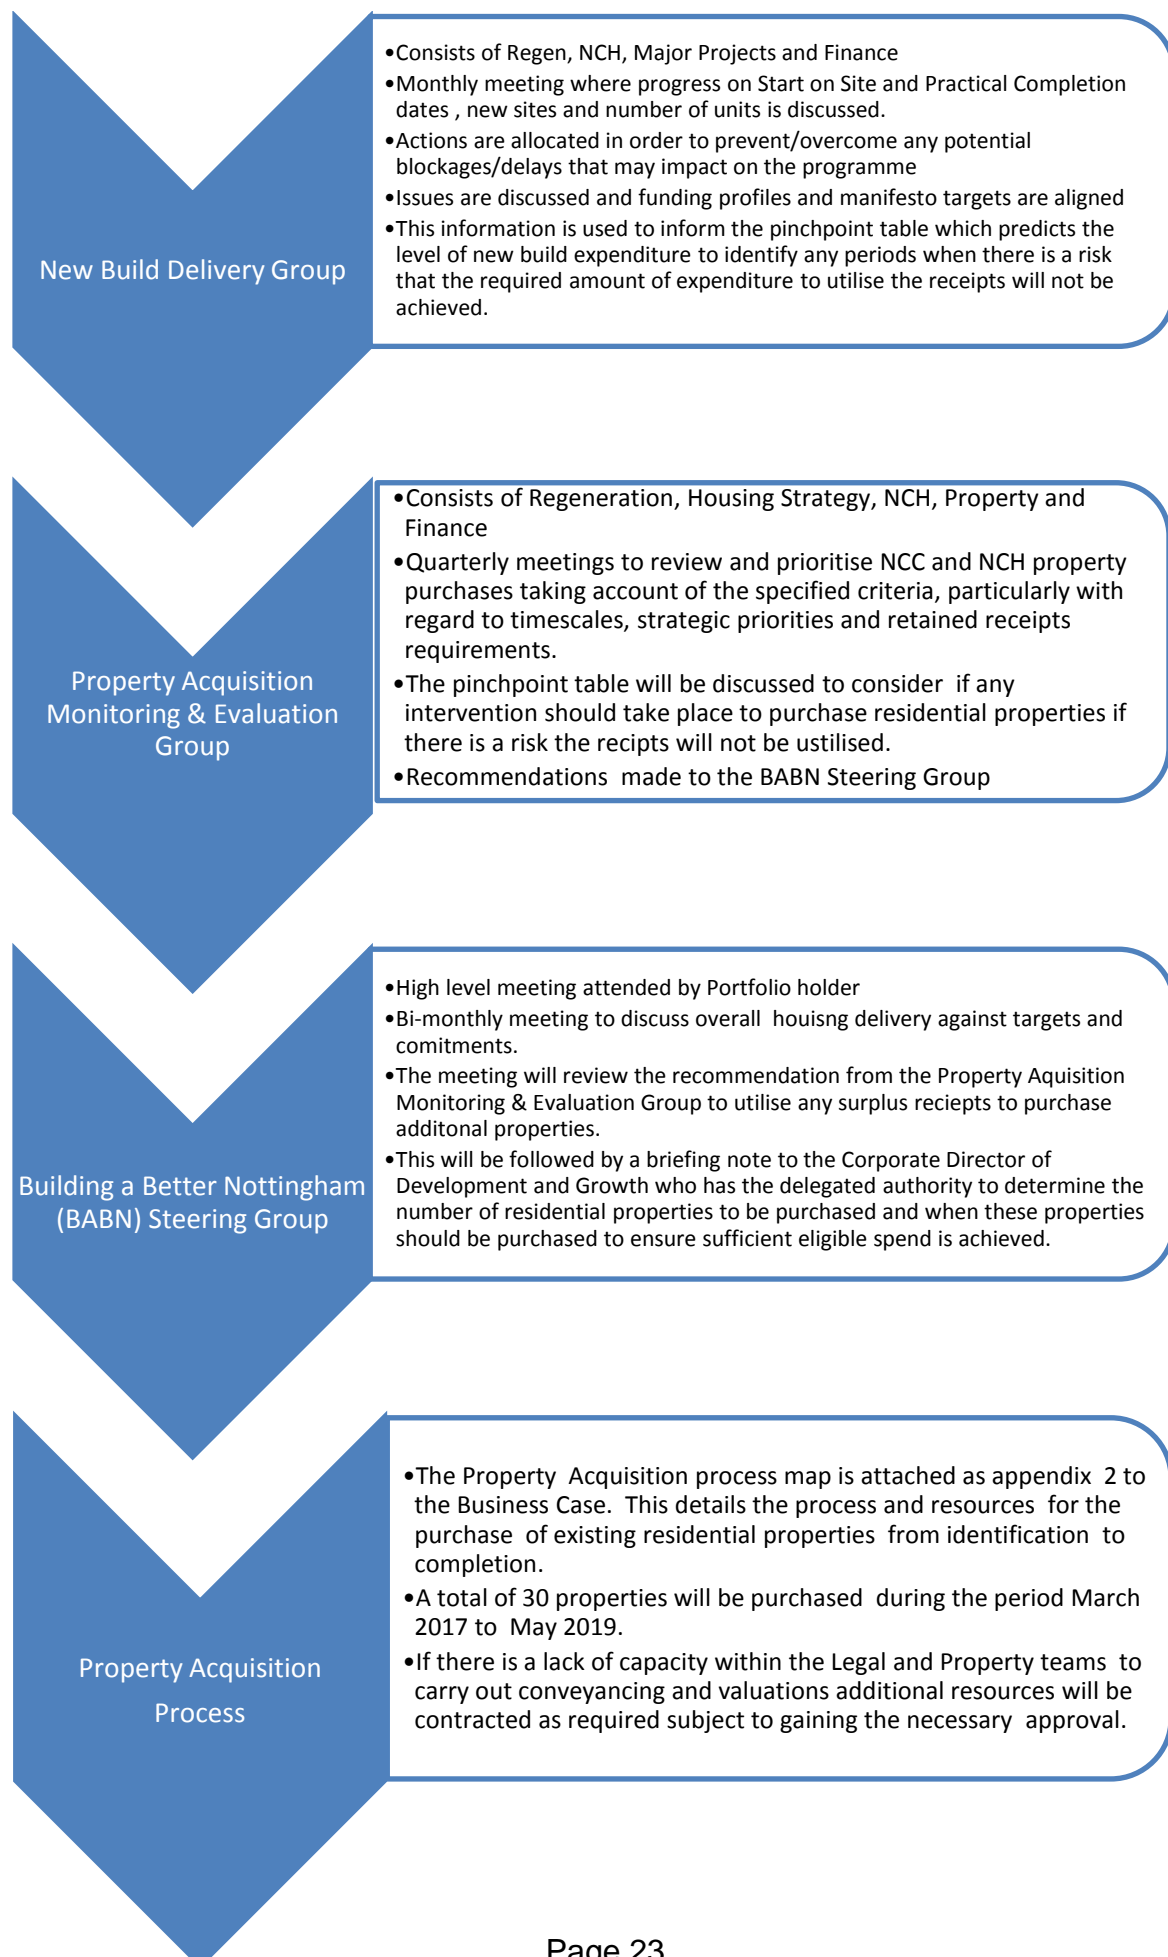 •Consists of Regen, NCH, Major Projects and Finance
•Monthly meeting where progress on Start on Site and Practical Completion
dates , new sites and number of units is discussed.
•Actions are allocated in order to prevent/overcome any potential
blockages/delays that may impact on the programme
•Issues are discussed and funding profiles and manifesto targets are aligned
•This information is used to inform the pinchpoint table which predicts the
level of new build expenditure to identify any periods when there is a risk
that the required amount of expenditure to utilise the receipts will not be
achieved.
New Build Delivery Group
•Consists of Regeneration, Housing Strategy, NCH, Property and
Finance
•Quarterly meetings to review and prioritise NCC and NCH property
purchases taking account of the specified criteria, particularly with
regard to timescales, strategic priorities and retained receipts
requirements.
•The pinchpoint table will be discussed to consider  if any
intervention should take place to purchase residential properties if
there is a risk the recipts will not be ustilised.
•Recommendations  made to the BABN Steering Group
Property Acquisition
Monitoring & Evaluation
Group
•High level meeting attended by Portfolio holder
•Bi-monthly meeting to discuss overall  houisng delivery against targets and
comitments.
•The meeting will review the recommendation from the Property Aquisition
Monitoring & Evaluation Group to utilise any surplus reciepts to purchase
additonal properties.
•This will be followed by a briefing note to the Corporate Director of
Development and Growth who has the delegated authority to determine the
number of residential properties to be purchased and when these properties
should be purchased to ensure sufficient eligible spend is achieved.
Building a Better Nottingham
(BABN) Steering Group
•The Property  Acquisition process map is attached as appendix  2 to
the Business Case.  This details the process and resources  for the
purchase  of existing residential properties  from identification  to
completion.
•A total of 30 properties will be purchased  during the period March
2017 to  May 2019.
•If there is a lack of capacity within the Legal and Property teams  to
carry out conveyancing and valuations additional resources will be
contracted as required subject to gaining the necessary  approval.
Property Acquisition
Process
Page 23